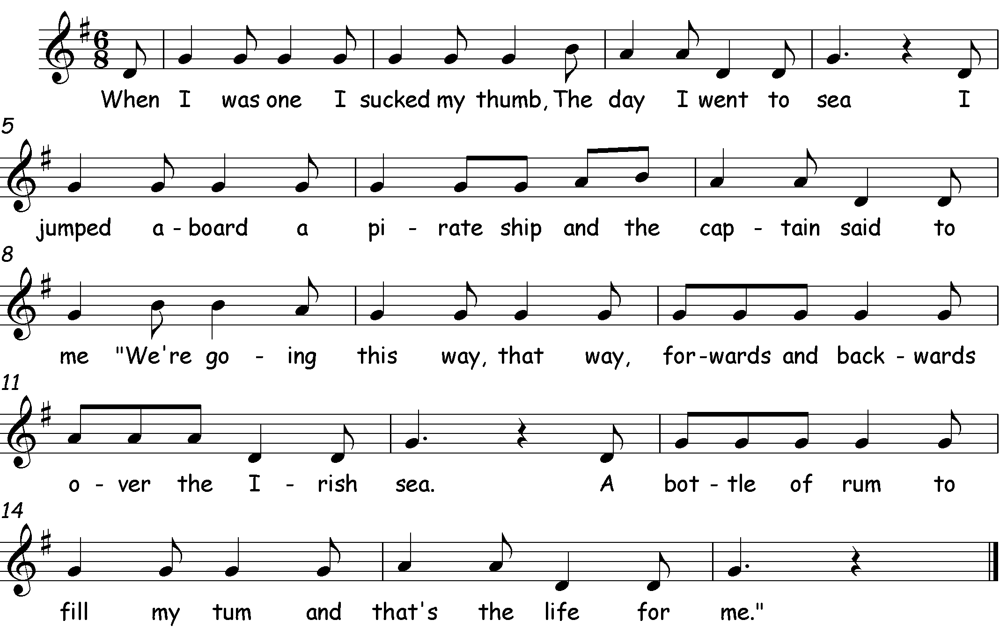 6
8
When I was one I sucked my thumb, The day I went to sea I
5
jumped a - board a pi - rate ship and the cap - tain said to
8
me "We're go - ing this way, that way, for - wards and back - wards
11
o - ver the I - rish sea. A bot - tle of rum to
14
fill my tum and that's the life for me."